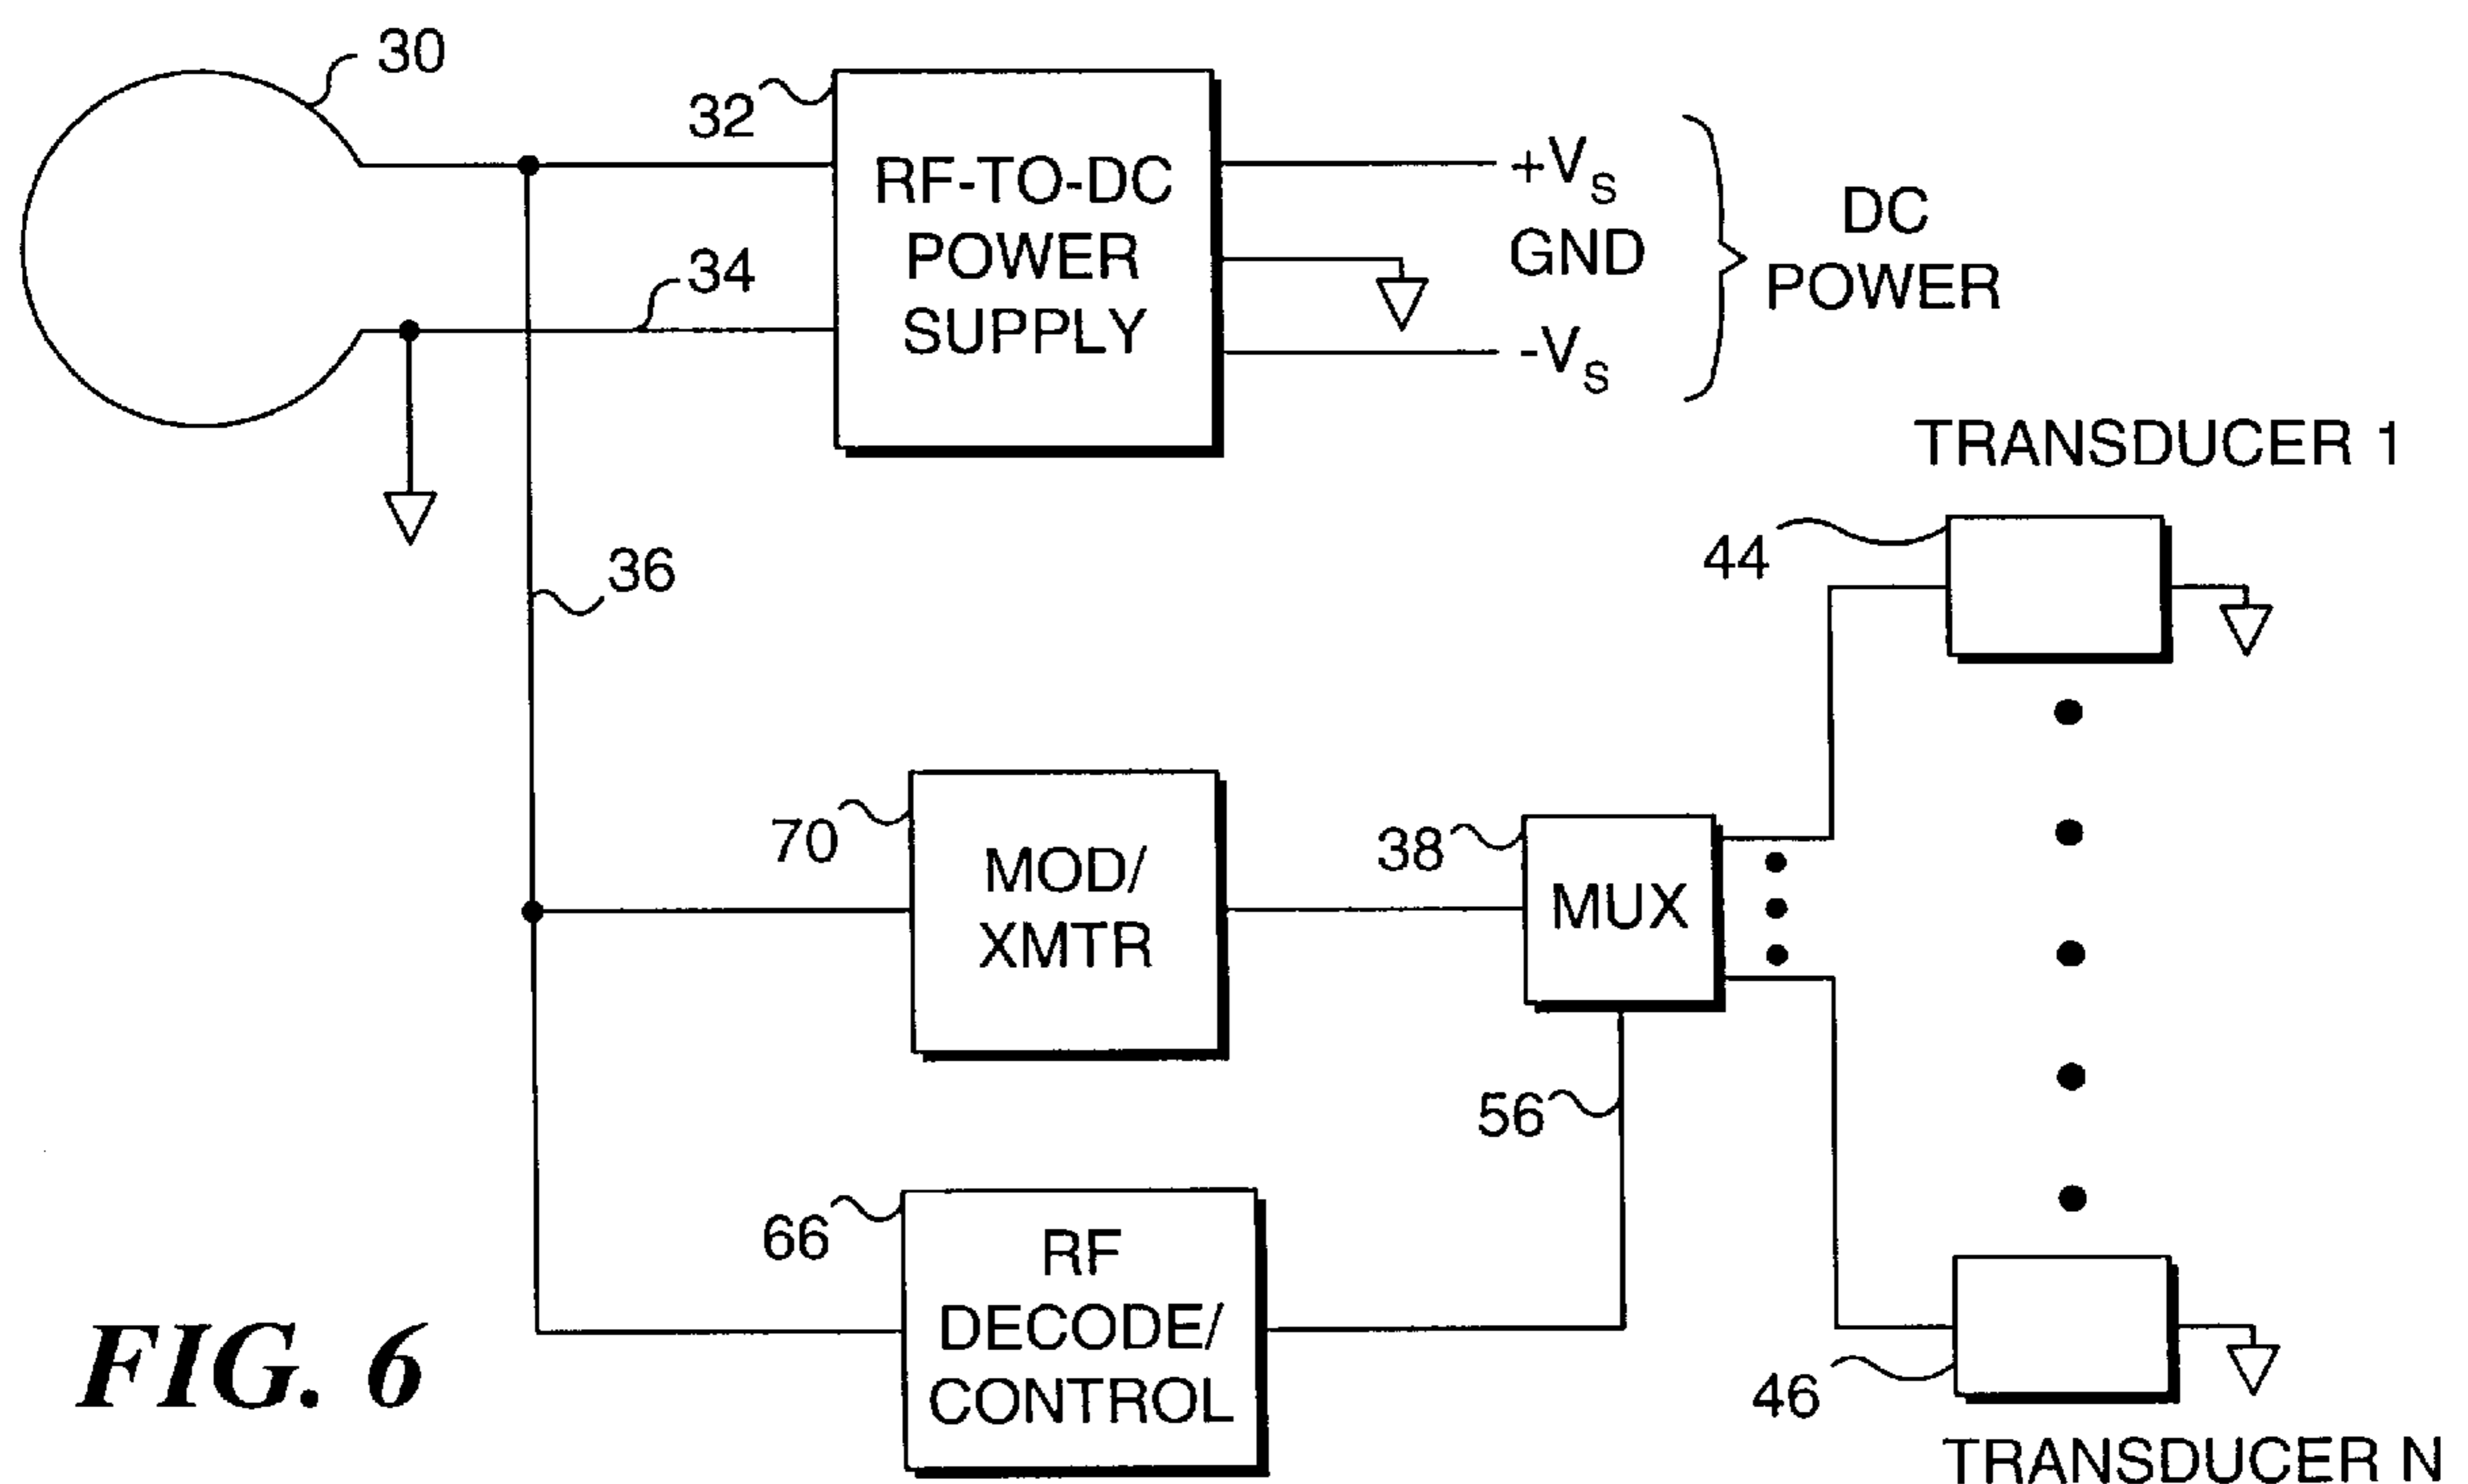 30
32
RF-TO-DC
POWER
SUPPLY
+VS
GND
-VS
DC
POWER
34
TRANSDUCER 1
44
36
70
MOD/
XMTR
38
MUX
56
66
RF
DECODE/
CONTROL
46
TRANSDUCER N
FIG. 6